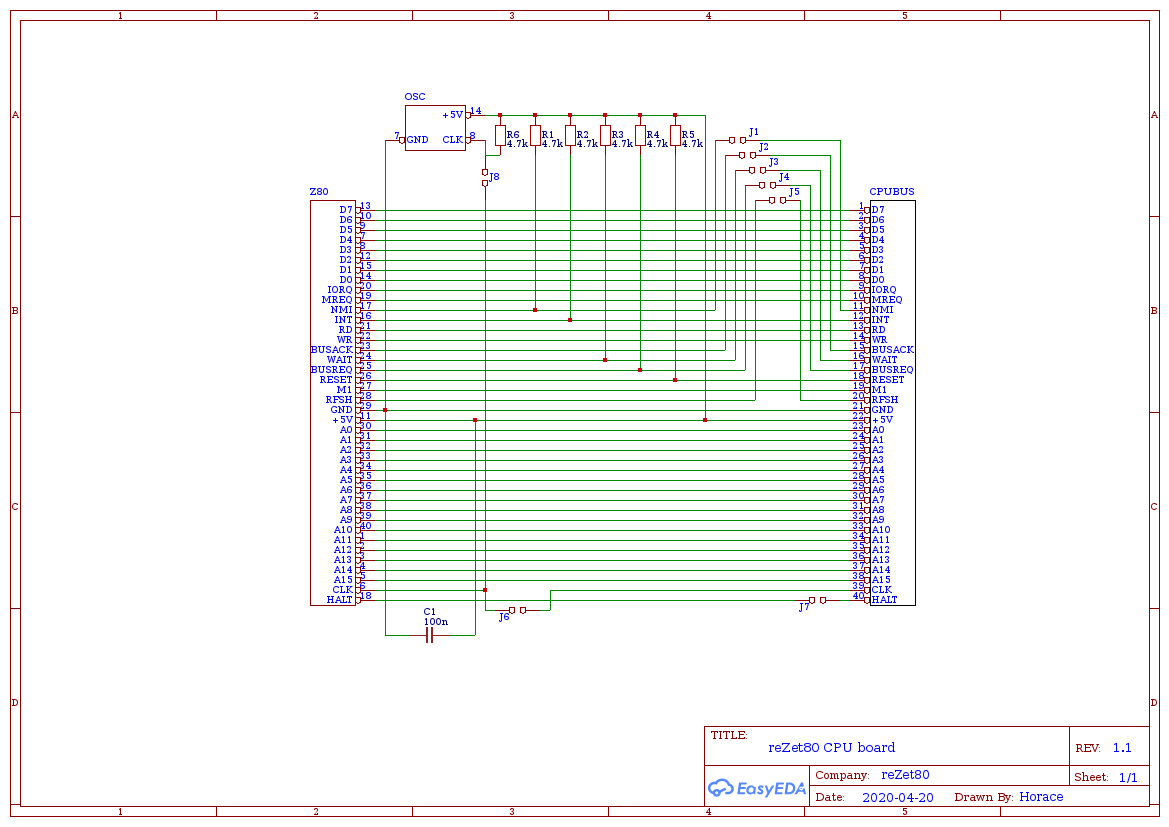 1 2 3 4 5
A A
B B
C C
D D
1 2 3 4 5
OSC
+5V 14
7 GND CLK 8
R6 4.7k
R1 4.7k
R2 4.7k
R3 4.7k
R4 4.7k
R5 4.7k
J1
J2
J3
J4
J5
J8
Z80 CPUBUS
D7 13 1 D7
D6 10 2 D6
D5 9 3 D5
D4 7 4 D4
D3 8 5 D3
D2 12 6 D2
D1 15 7 D1
D0 14 8 D0
IORQ 20 9 IORQ
MREQ 19 10 MREQ
NMI 17 11 NMI
INT 16 12 INT
RD 21 13 RD
WR 22 14 WR
BUSACK 23 15 BUSACK
WAIT 24 16 WAIT
BUSREQ 25 17 BUSREQ
RESET 26 18 RESET
M1 27 19 M1
RFSH 28 20 RFSH
GND 29 21 GND
+5V 11 22 +5V
A0 30 23 A0
A1 31 24 A1
A2 32 25 A2
A3 33 26 A3
A4 34 27 A4
A5 35 28 A5
A6 36 29 A6
A7 37 30 A7
A8 38 31 A8
A9 39 32 A9
A10 40 33 A10
A11 1 34 A11
A12 2 35 A12
A13 3 36 A13
A14 4 37 A14
A15 5 38 A15
CLK 6 39 CLK
HALT 18 40 HALT
J6
J7
C1
100n
TITLE:
reZet80 CPU board
REV: 1.1
EasyEDA
Company: reZet80
Sheet: 1/1
Date: 2020-04-20 Drawn By: Horace